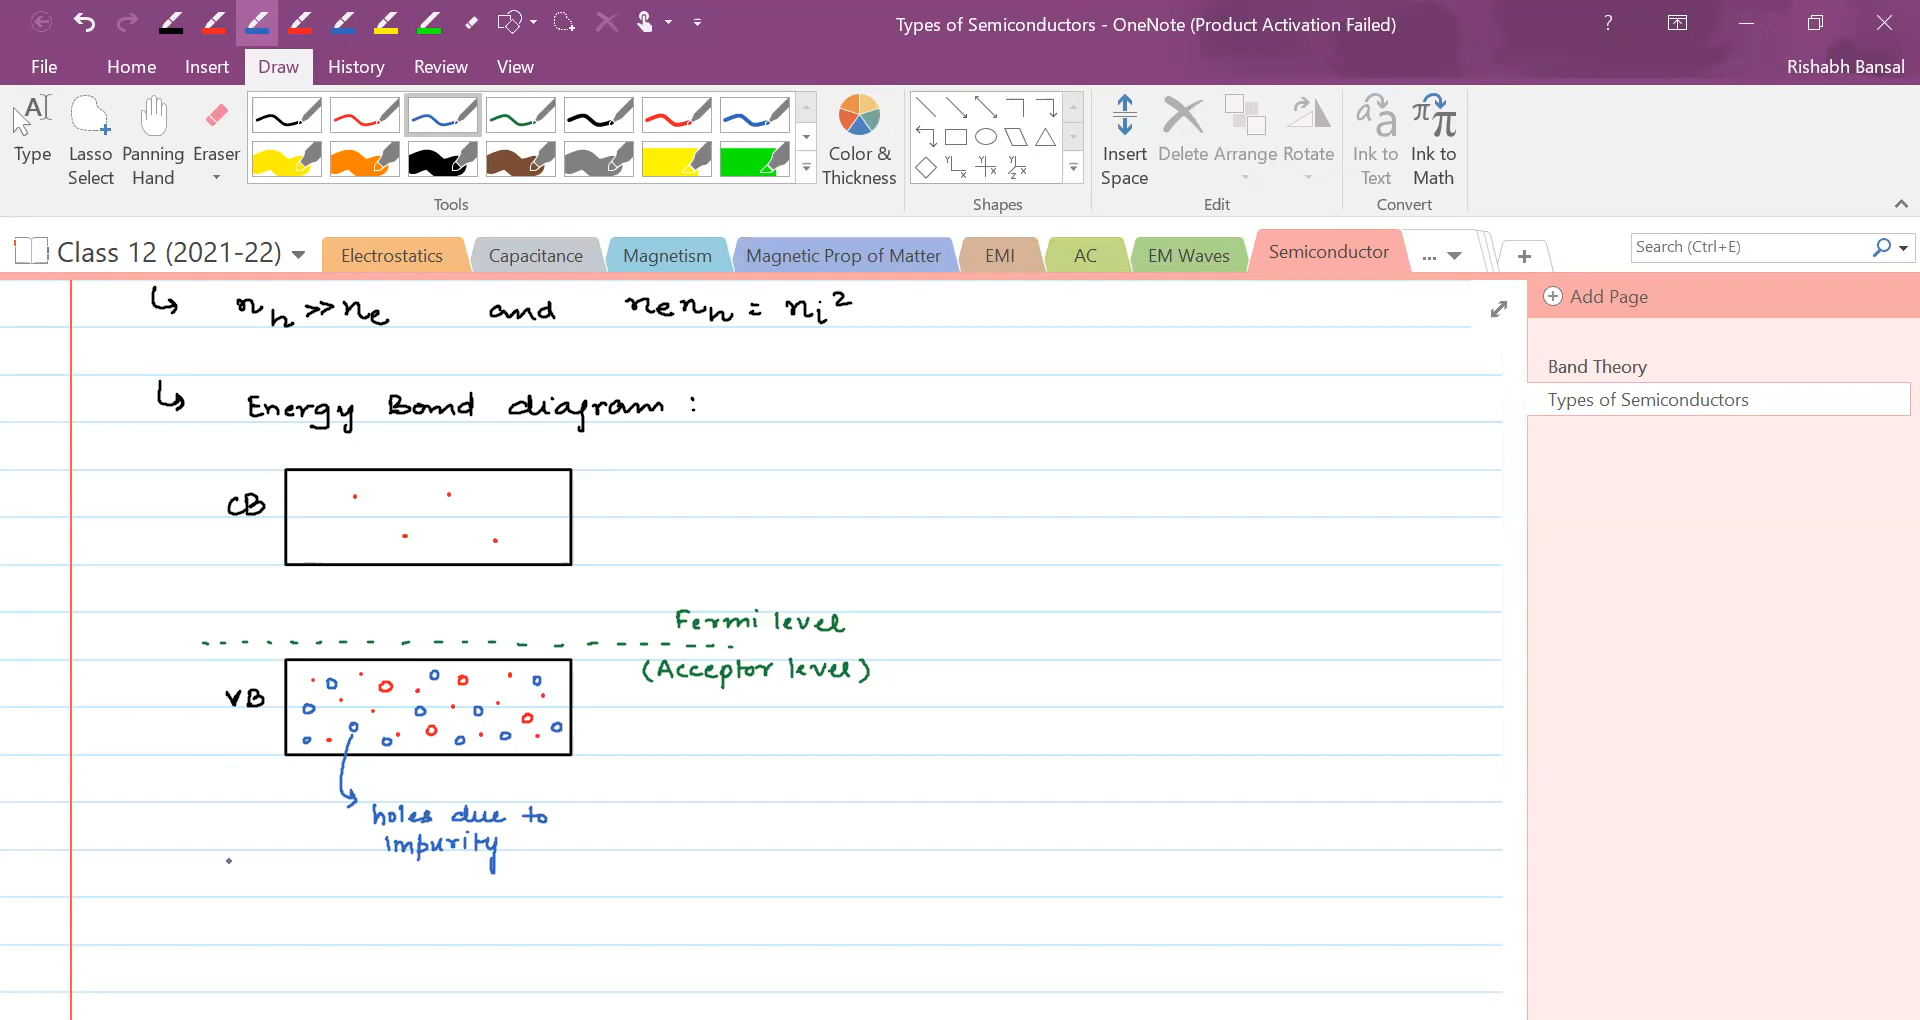 Types of Semiconductors - OneNote (Product Activation Failed)
?
File Home Insert Draw History Review View
Rishabh Bansal
Type
Lasso Select
Panning Hand
Eraser
Color & Thickness
Insert Space
Delete
Arrange
Rotate
Ink to Text
Ink to Math
Tools
Shapes
Edit
Convert
Class 12 (2021-22)
Electrostatics
Capacitance
Magnetism
Magnetic Prop of Matter
EMI
AC
EM Waves
Semiconductor
...
Search (Ctrl+E)
Add Page
Band Theory
Types of Semiconductors
↳ nh >> ne and nenh = ni²
↳ Energy Band diagram :
CB
Fermi level
(Acceptor level)
VB
holes due to
impurity